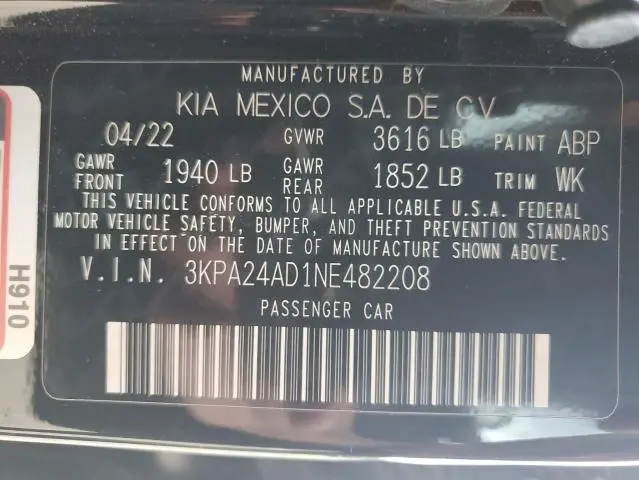 MANUFACTURED BY
KIA MEXICO S.A. DE C.V.
04/22 GVWR 3616 LB PAINT ABP
GAWR FRONT 1940 LB GAWR REAR 1852 LB TRIM WK
THIS VEHICLE CONFORMS TO ALL APPLICABLE U.S.A. FEDERAL
MOTOR VEHICLE SAFETY, BUMPER, AND THEFT PREVENTION STANDARDS
IN EFFECT ON THE DATE OF MANUFACTURE SHOWN ABOVE.
V.I.N. 3KPA24AD1NE482208
PASSENGER CAR
H910